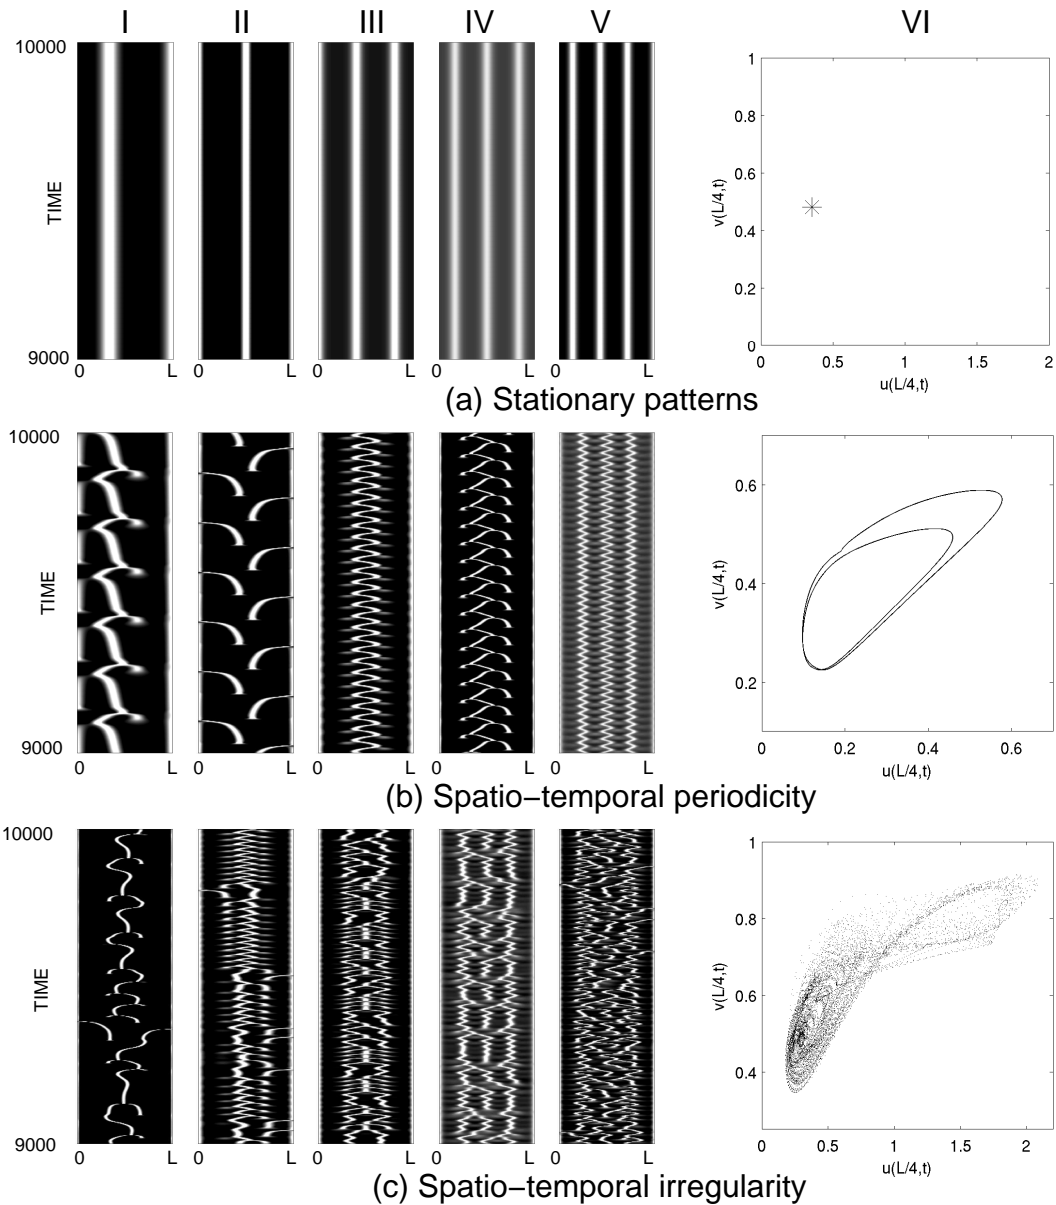 I II III IV V VI
10000
TIME
9000
0 L 0 L 0 L 0 L 0 L
1
0.8
0.6
0.4
0.2
0
v(L/4,t)
0 0.5 1 1.5 2
u(L/4,t)
(a) Stationary patterns
10000
TIME
9000
0 L 0 L 0 L 0 L 0 L
0.6
0.4
0.2
v(L/4,t)
0 0.2 0.4 0.6
u(L/4,t)
(b) Spatio−temporal periodicity
10000
TIME
9000
0 L 0 L 0 L 0 L 0 L
1
0.8
0.6
0.4
v(L/4,t)
0 0.5 1 1.5 2
u(L/4,t)
(c) Spatio−temporal irregularity